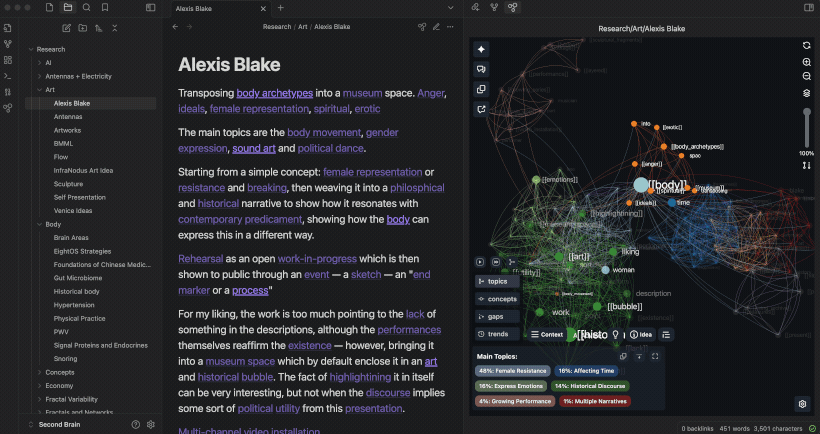 Alexis Blake
Research
AI
Antennas + Electricity
Art
Alexis Blake
Antennas
Artworks
BMML
Flow
InfraNodus Art Idea
Sculpture
Self Presentation
Venice Ideas
Body
Brain Areas
EightOS Strategies
Foundations of Chinese Medic...
Gut Microbiome
Historical body
Hypertension
Physical Practice
PWV
Signal Proteins and Endocrines
Snoring
Concepts
Economy
Fractal Variability
Fractals and Networks
Second Brain
Research / Art / Alexis Blake
Alexis Blake
Transposing body archetypes into a museum space. Anger,
ideals, female representation, spiritual, erotic
The main topics are the body movement, gender
expression, sound art and political dance.
Starting from a simple concept: female representation or
resistance and breaking, then weaving it into a philosphical
and historical narrative to show how it resonates with
contemporary predicament, showing how the body can
express this in a different way.
Rehearsal as an open work-in-progress which is then
shown to public through an event — a sketch — an "end
marker or a process"
For my liking, the work is too much pointing to the lack of
something in the descriptions, although the performances
themselves reaffirm the existence — however, bringing it
into a museum space which by default enclose it in an art
and historical bubble. The fact of highlightining it in itself
can be very interesting, but not when the discourse implies
some sort of political utility from this presentation.
Multi-channel video installation
Research/Art/Alexis Blake
into
[[erotic]]
[[body_archetypes]]
spac
[[anger]]
[[emotions]]
[[body]]
[[ideals]]
time
[[highlightining]]
liking
[[art]]
woman
description
[[bubble]]
work
[[histo
100%
topics
concepts
gaps
trends
Context
Idea
Main Topics:
48%: Female Resistance
16%: Affecting Time
16%: Express Emotions
14%: Historical Discourse
4%: Growing Performance
1%: Multiple Narratives
0 backlinks
451 words
3,501 characters